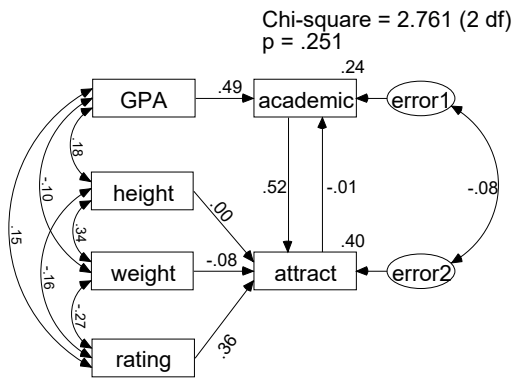 Chi-square = 2.761 (2 df)
p = .251
.24
GPA
.49
academic
error1
.18
height
.00
.52
-.01
-.08
-.10
.15
.34
.40
-.16
weight
-.08
attract
error2
-.27
rating
.36